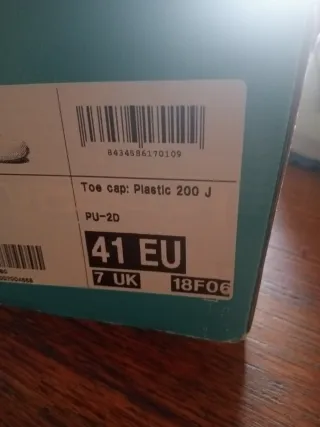 8434586170109
Toe cap: Plastic 200 J
PU-2D
41 EU
7 UK
18F06